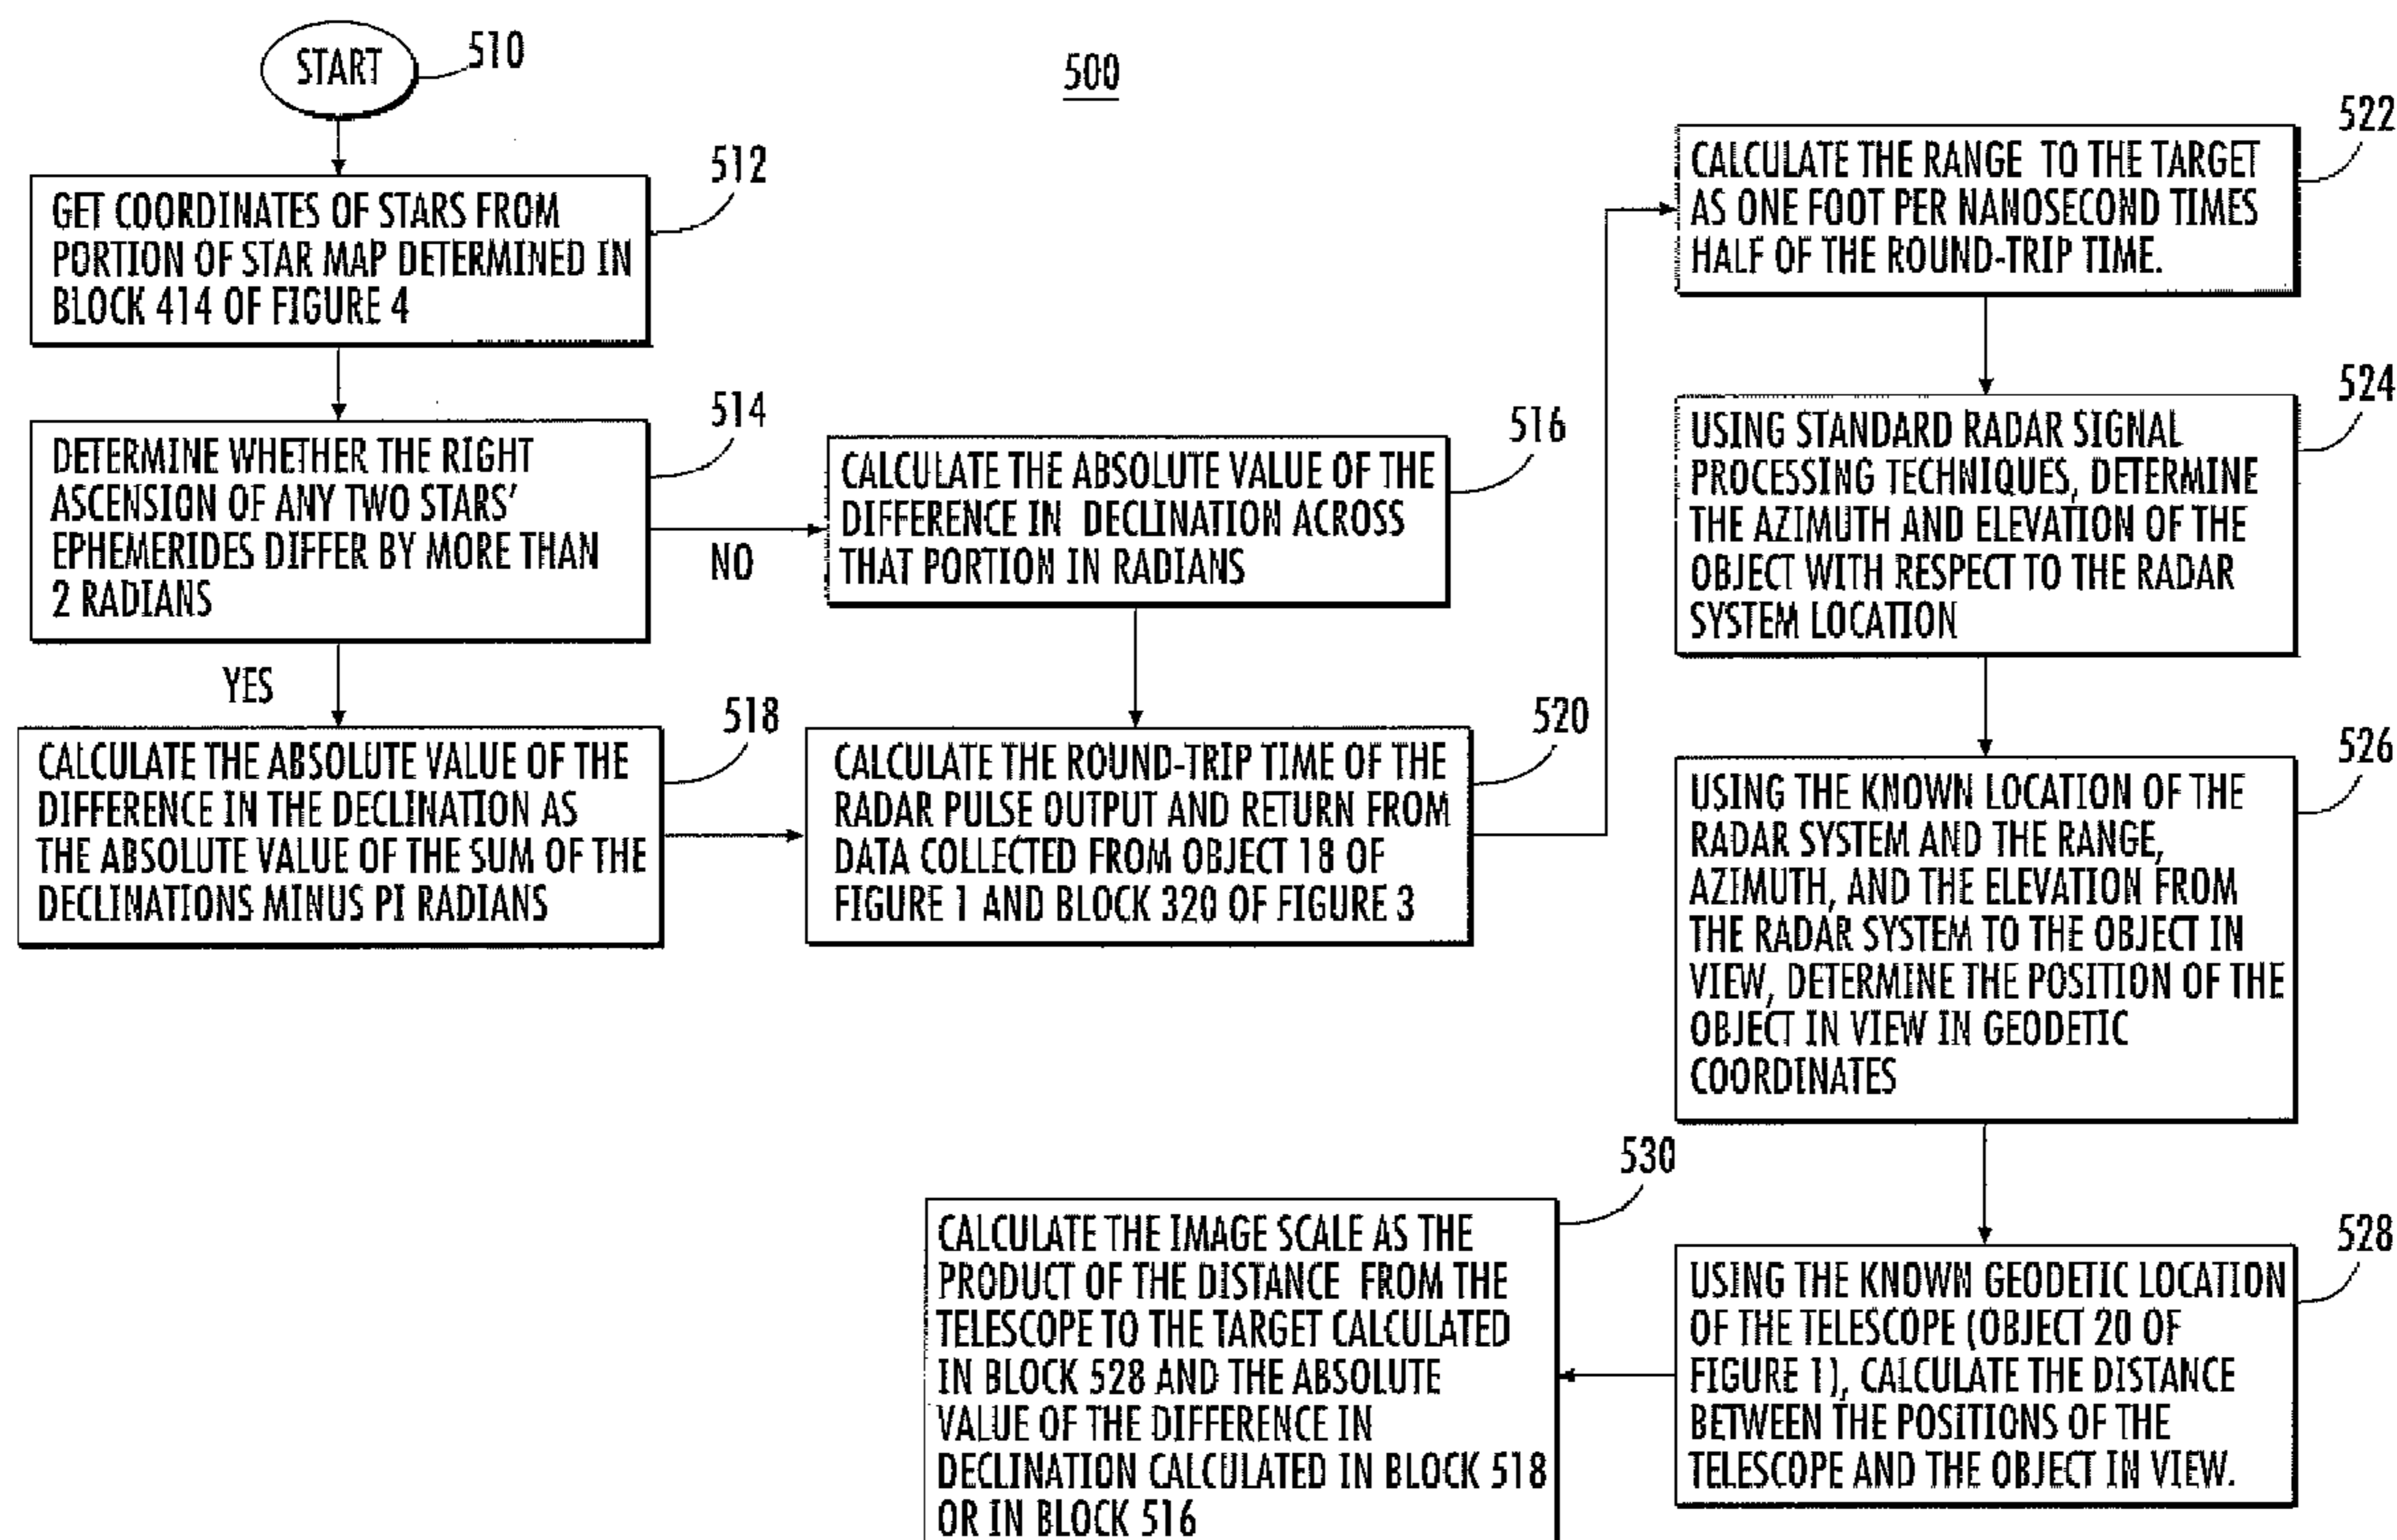 START
510
500
512
GET COORDINATES OF STARS FROM
PORTION OF STAR MAP DETERMINED IN
BLOCK 414 OF FIGURE 4
514
DETERMINE WHETHER THE RIGHT
ASCENSION OF ANY TWO STARS'
EPHEMERIDES DIFFER BY MORE THAN
2 RADIANS
NO
YES
516
CALCULATE THE ABSOLUTE VALUE OF THE
DIFFERENCE IN DECLINATION ACROSS
THAT PORTION IN RADIANS
518
CALCULATE THE ABSOLUTE VALUE OF THE
DIFFERENCE IN THE DECLINATION AS
THE ABSOLUTE VALUE OF THE SUM OF THE
DECLINATIONS MINUS PI RADIANS
520
CALCULATE THE ROUND-TRIP TIME OF THE
RADAR PULSE OUTPUT AND RETURN FROM
DATA COLLECTED FROM OBJECT 18 OF
FIGURE 1 AND BLOCK 320 OF FIGURE 3
522
CALCULATE THE RANGE TO THE TARGET
AS ONE FOOT PER NANOSECOND TIMES
HALF OF THE ROUND-TRIP TIME.
524
USING STANDARD RADAR SIGNAL
PROCESSING TECHNIQUES, DETERMINE
THE AZIMUTH AND ELEVATION OF THE
OBJECT WITH RESPECT TO THE RADAR
SYSTEM LOCATION
526
USING THE KNOWN LOCATION OF THE
RADAR SYSTEM AND THE RANGE,
AZIMUTH, AND THE ELEVATION FROM
THE RADAR SYSTEM TO THE OBJECT IN
VIEW, DETERMINE THE POSITION OF THE
OBJECT IN VIEW IN GEODETIC
COORDINATES
528
USING THE KNOWN GEODETIC LOCATION
OF THE TELESCOPE (OBJECT 20 OF
FIGURE 1), CALCULATE THE DISTANCE
BETWEEN THE POSITIONS OF THE
TELESCOPE AND THE OBJECT IN VIEW.
530
CALCULATE THE IMAGE SCALE AS THE
PRODUCT OF THE DISTANCE FROM THE
TELESCOPE TO THE TARGET CALCULATED
IN BLOCK 528 AND THE ABSOLUTE
VALUE OF THE DIFFERENCE IN
DECLINATION CALCULATED IN BLOCK 518
OR IN BLOCK 516